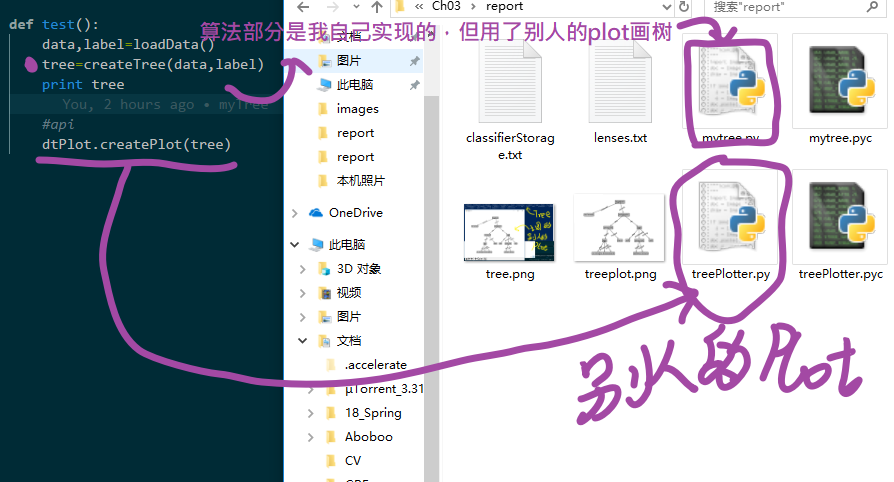 def test():
data,label=loadData()
tree=createTree(data,label)
print tree
You, 2 hours ago • myTree
#api
dtPlot.createPlot(tree)
算法部分是我自己实现的，但用了别人的plot画树
« Ch03 > report
搜索"report"
图片
此电脑
images
report
report
本机照片
OneDrive
此电脑
3D 对象
视频
图片
文档
.accelerate
µTorrent_3.31
18_Spring
Aboboo
CV
classifierStorage.txt
lenses.txt
mytree.py
mytree.pyc
tree.png
treeplot.png
treePlotter.py
treePlotter.pyc
别人的Plot